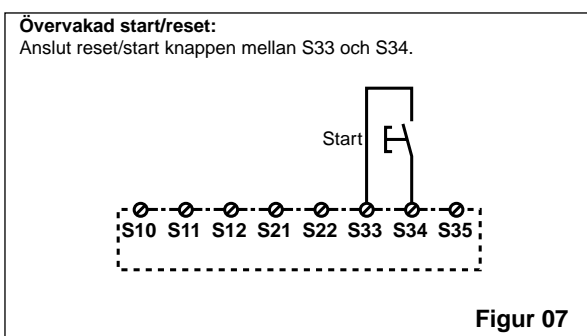 Övervakad start/reset:
Anslut reset/start knappen mellan S33 och S34.
Start
S10 S11 S12 S21 S22 S33 S34 S35
Figur 07